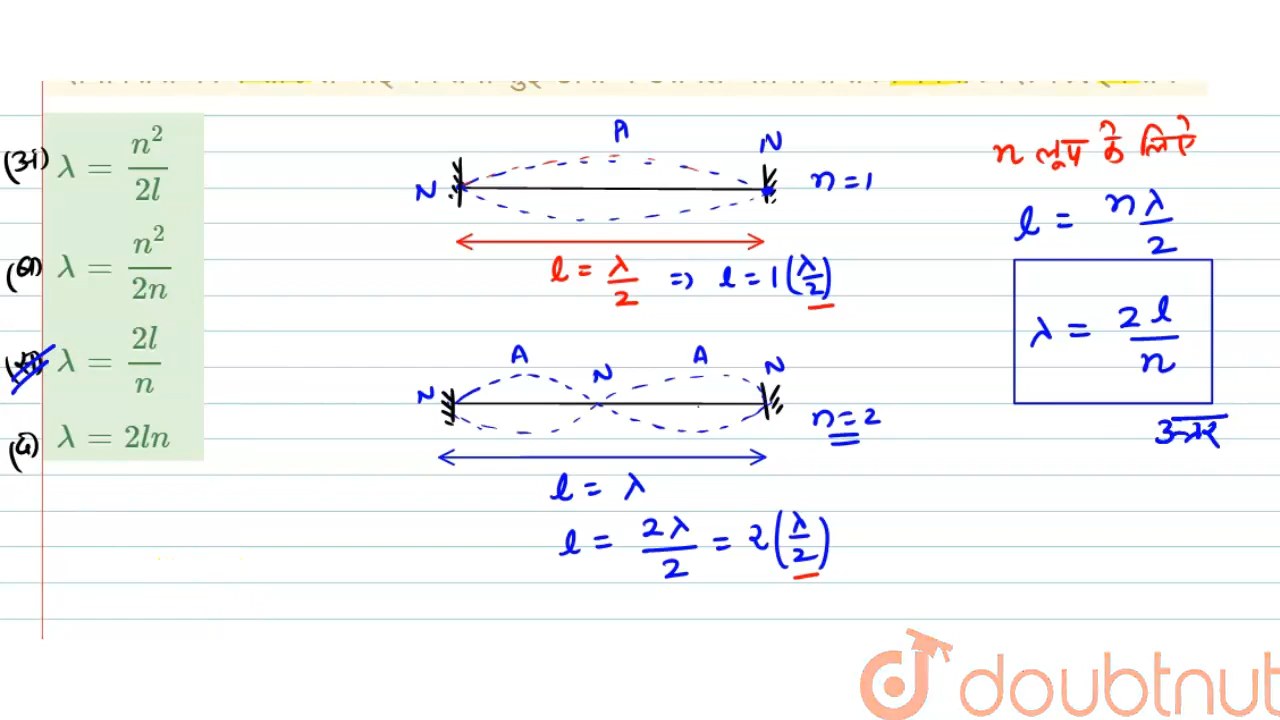 (अ) λ = n²/2l
(ब) λ = n²/2n
(स) λ = 2l/n
(द) λ = 2ln
A
N N
n = 1
l = λ/2 ⇒ l = 1(λ/2)
A A
N N N
n = 2
l = λ
l = 2λ/2 = 2(λ/2)
n लूप के लिए
l = nλ/2
λ = 2l/n
उत्तर
doubtnut